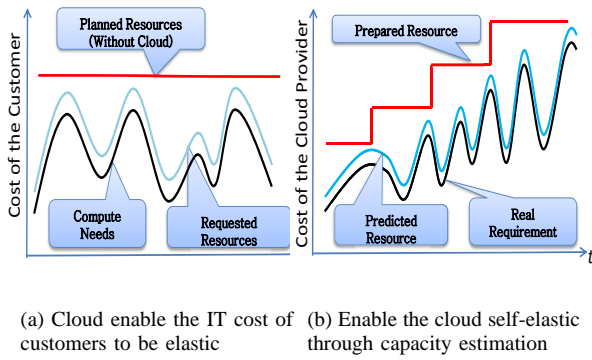 Cost of the Customer
Planned Resources
(Without Cloud)
Compute
Needs
Requested
Resources
Cost of the Cloud Provider
Prepared Resource
Predicted
Resource
Real
Requirement
t
(a) Cloud enable the IT cost of
customers to be elastic
(b) Enable the cloud self-elastic
through capacity estimation